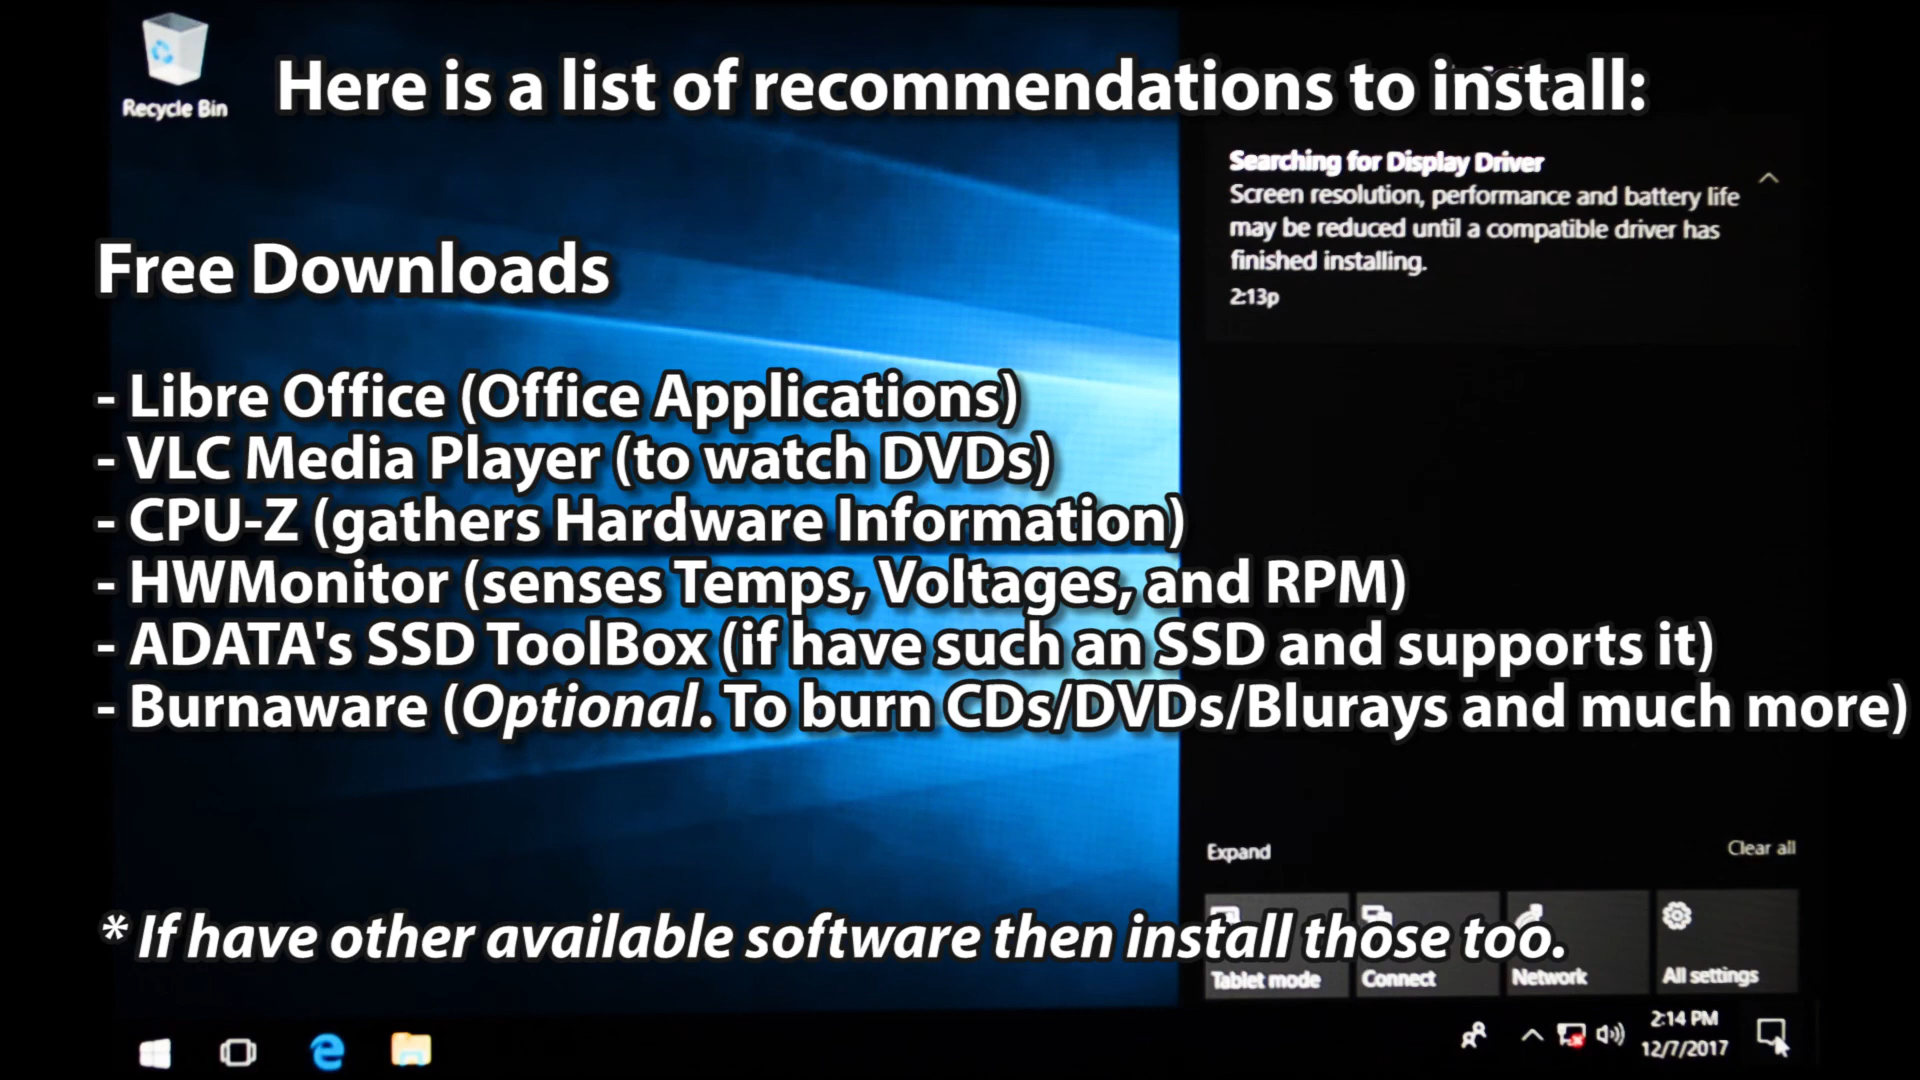 Recycle Bin
Here is a list of recommendations to install:
Searching for Display Driver
Screen resolution, performance and battery life
may be reduced until a compatible driver has
finished installing.
2:13p
Free Downloads
- Libre Office (Office Applications)
- VLC Media Player (to watch DVDs)
- CPU-Z (gathers Hardware Information)
- HWMonitor (senses Temps, Voltages, and RPM)
- ADATA's SSD ToolBox (if have such an SSD and supports it)
- Burnaware (Optional. To burn CDs/DVDs/Blurays and much more)
Expand
Clear all
* If have other available software then install those too.
Tablet mode
Connect
Network
All settings
2:14 PM
12/7/2017